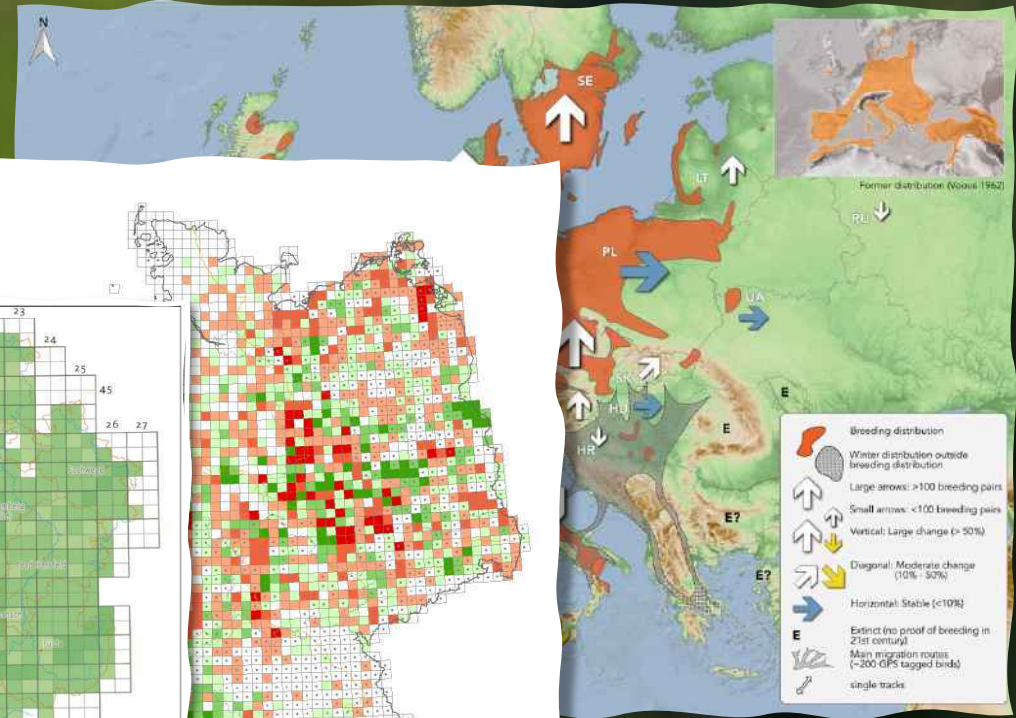 N
SE
LT
PL
RU
UA
SK
HU
HR
E
E
E?
E?
Former distribution (Voous 1962)
23
24
25
45
26
27
Breeding distribution
Winter distribution outside
breeding distribution
Large arrows: >100 breeding pairs
Small arrows: <100 breeding pairs
Vertical: Large change (> 50%)
Diagonal: Moderate change
(10% - 50%)
Horizontal: Stable (<10%)
E
Extinct (no proof of breeding in
21st century)
Main migration routes
(~200 GPS tagged birds)
single tracks